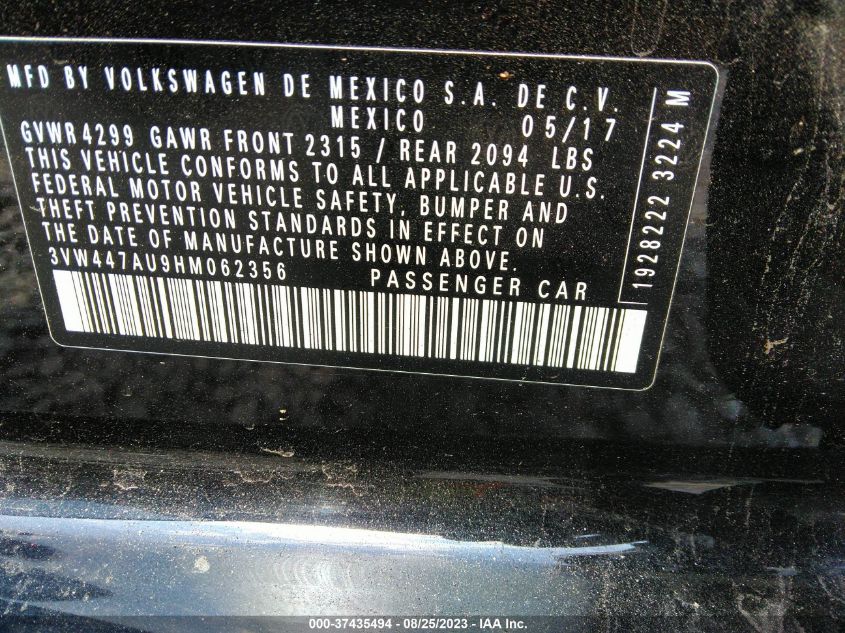 MFD BY VOLKSWAGEN DE MEXICO S.A. DE C.V.
MEXICO 05/17
GVWR 4299 GAWR FRONT 2315 / REAR 2094 LBS
THIS VEHICLE CONFORMS TO ALL APPLICABLE U.S.
FEDERAL MOTOR VEHICLE SAFETY, BUMPER AND
THEFT PREVENTION STANDARDS IN EFFECT ON
THE DATE OF MANUFACTURE SHOWN ABOVE.
3VW447AU9HM062356 PASSENGER CAR
1928222 3224 M
000-37435494 - 08/25/2023 - IAA Inc.